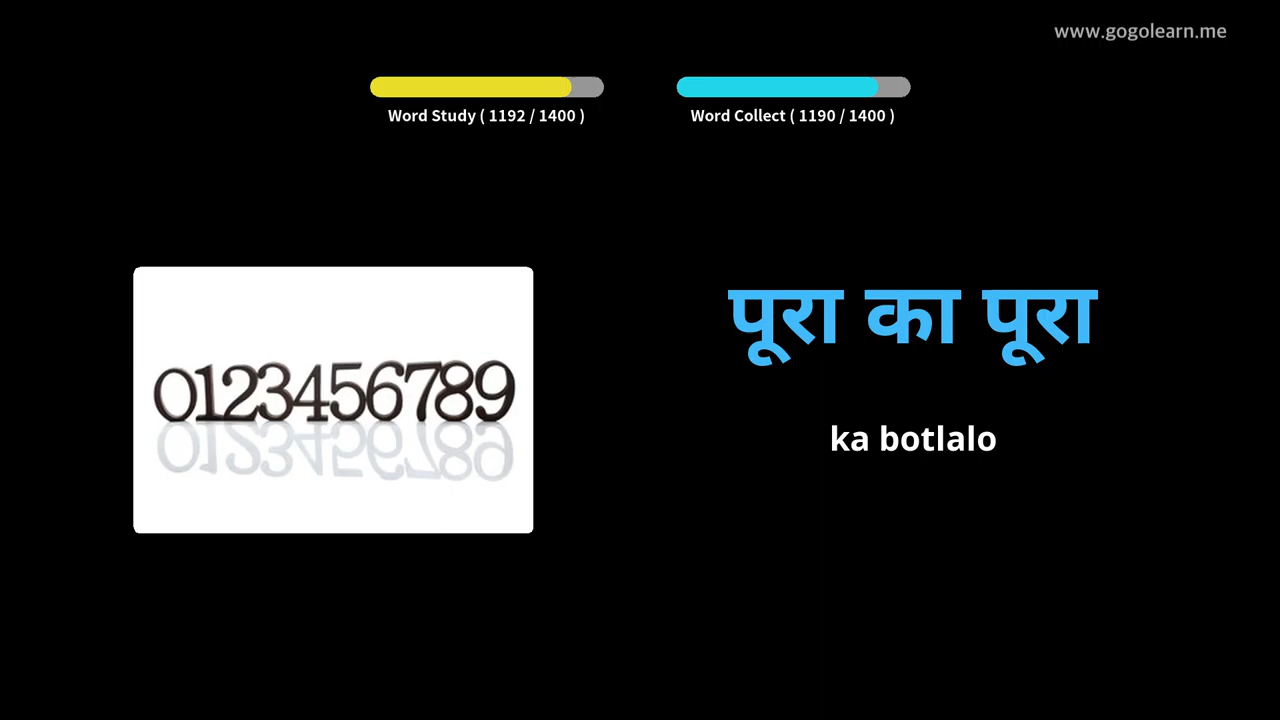 www.gogolearn.me
Word Study ( 1192 / 1400 )
Word Collect ( 1190 / 1400 )
0123456789
पूरा का पूरा
ka botlalo